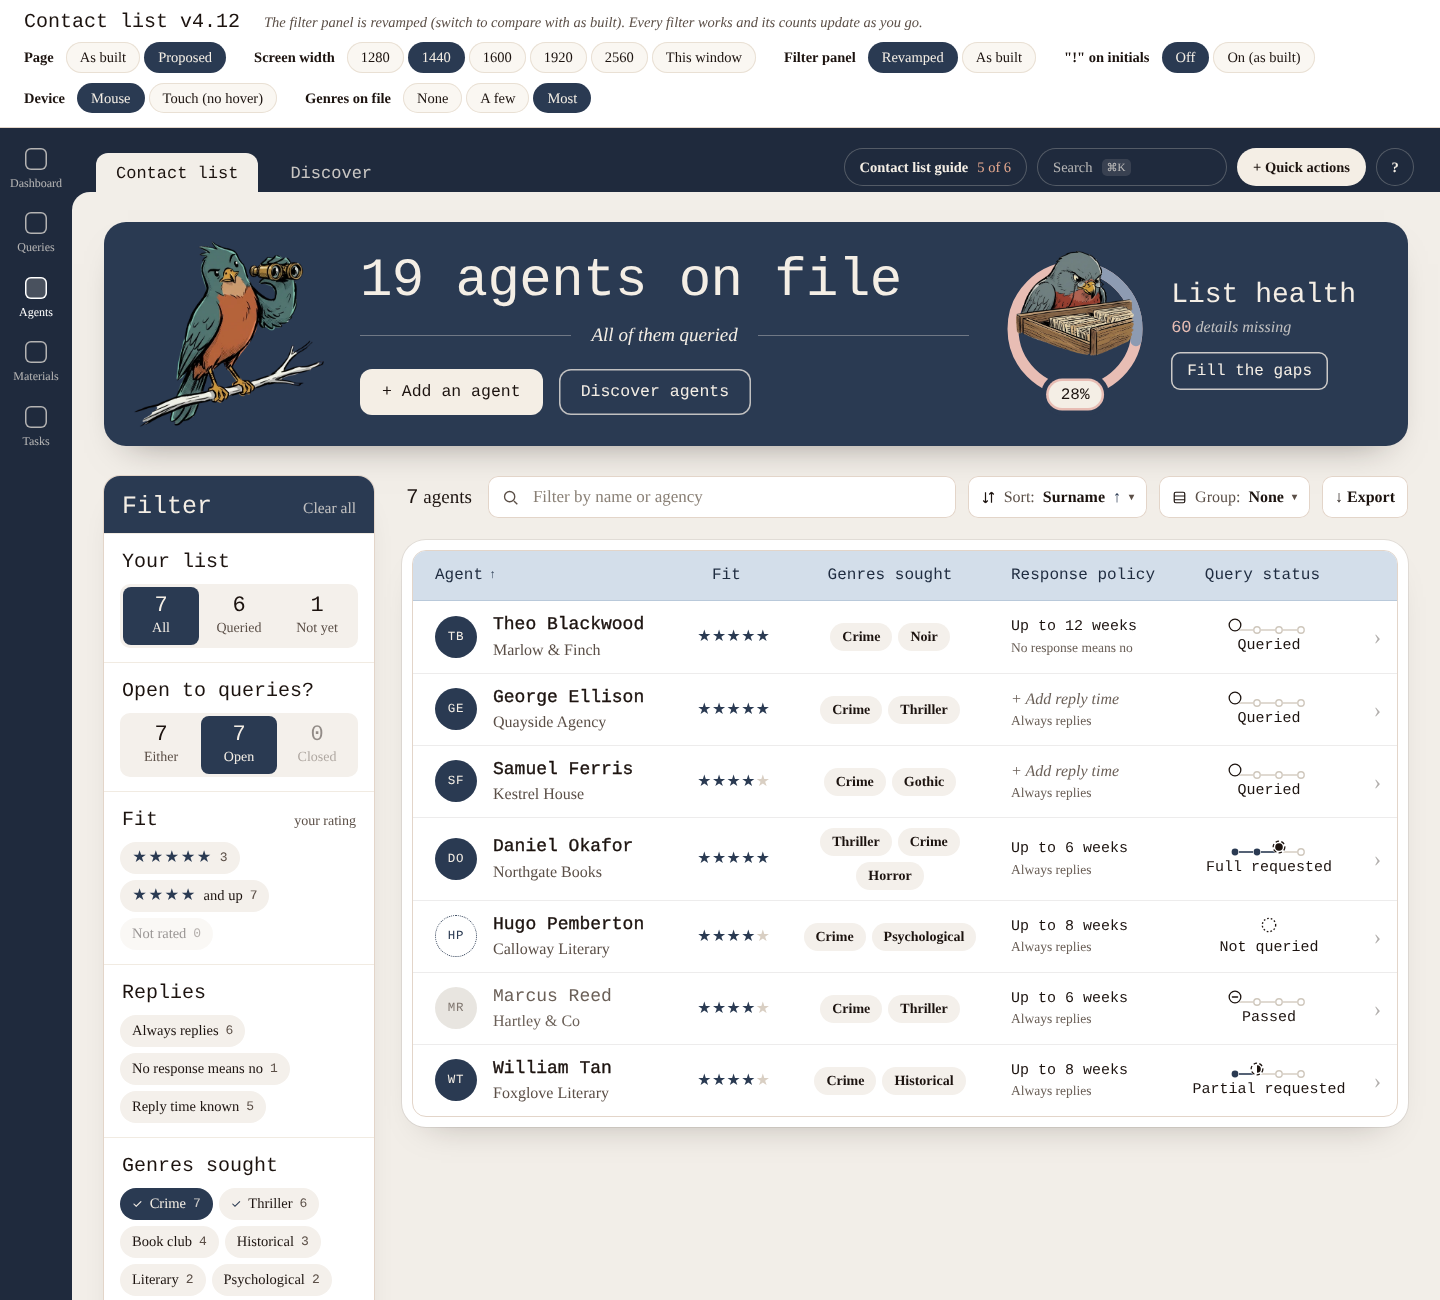 Contact list v4.12
The filter panel is revamped (switch to compare with as built). Every filter works and its counts update as you go.
Page As built Proposed Screen width 1280 1440 1600 1920 2560 This window Filter panel Revamped As built "!" on initials Off On (as built)
Device Mouse Touch (no hover) Genres on file None A few Most
Dashboard
Queries
Agents
Materials
Tasks
Contact list Discover
Contact list guide 5 of 6 Search ⌘K + Quick actions ?
19 agents on file
All of them queried
+ Add an agent Discover agents
28%
List health
60 details missing
Fill the gaps
Filter Clear all
Your list
7 6 1
All Queried Not yet
Open to queries?
7 7 0
Either Open Closed
Fit your rating
★★★★★ 3
★★★★ and up 7
Not rated 0
Replies
Always replies 6
No response means no 1
Reply time known 5
Genres sought
✓ Crime 7 ✓ Thriller 6
Book club 4 Historical 3
Literary 2 Psychological 2
7 agents Filter by name or agency Sort: Surname ↑ ▾ Group: None ▾ ↓ Export
Agent ↑ Fit Genres sought Response policy Query status
TB Theo Blackwood ★★★★★ Crime Noir Up to 12 weeks Queried ›
Marlow & Finch No response means no
GE George Ellison ★★★★★ Crime Thriller + Add reply time Queried ›
Quayside Agency Always replies
SF Samuel Ferris ★★★★★ Crime Gothic + Add reply time Queried ›
Kestrel House Always replies
DO Daniel Okafor ★★★★★ Thriller Crime Up to 6 weeks Full requested ›
Northgate Books Horror Always replies
HP Hugo Pemberton ★★★★★ Crime Psychological Up to 8 weeks Not queried ›
Calloway Literary Always replies
MR Marcus Reed ★★★★★ Crime Thriller Up to 6 weeks Passed ›
Hartley & Co Always replies
WT William Tan ★★★★★ Crime Historical Up to 8 weeks Partial requested ›
Foxglove Literary Always replies